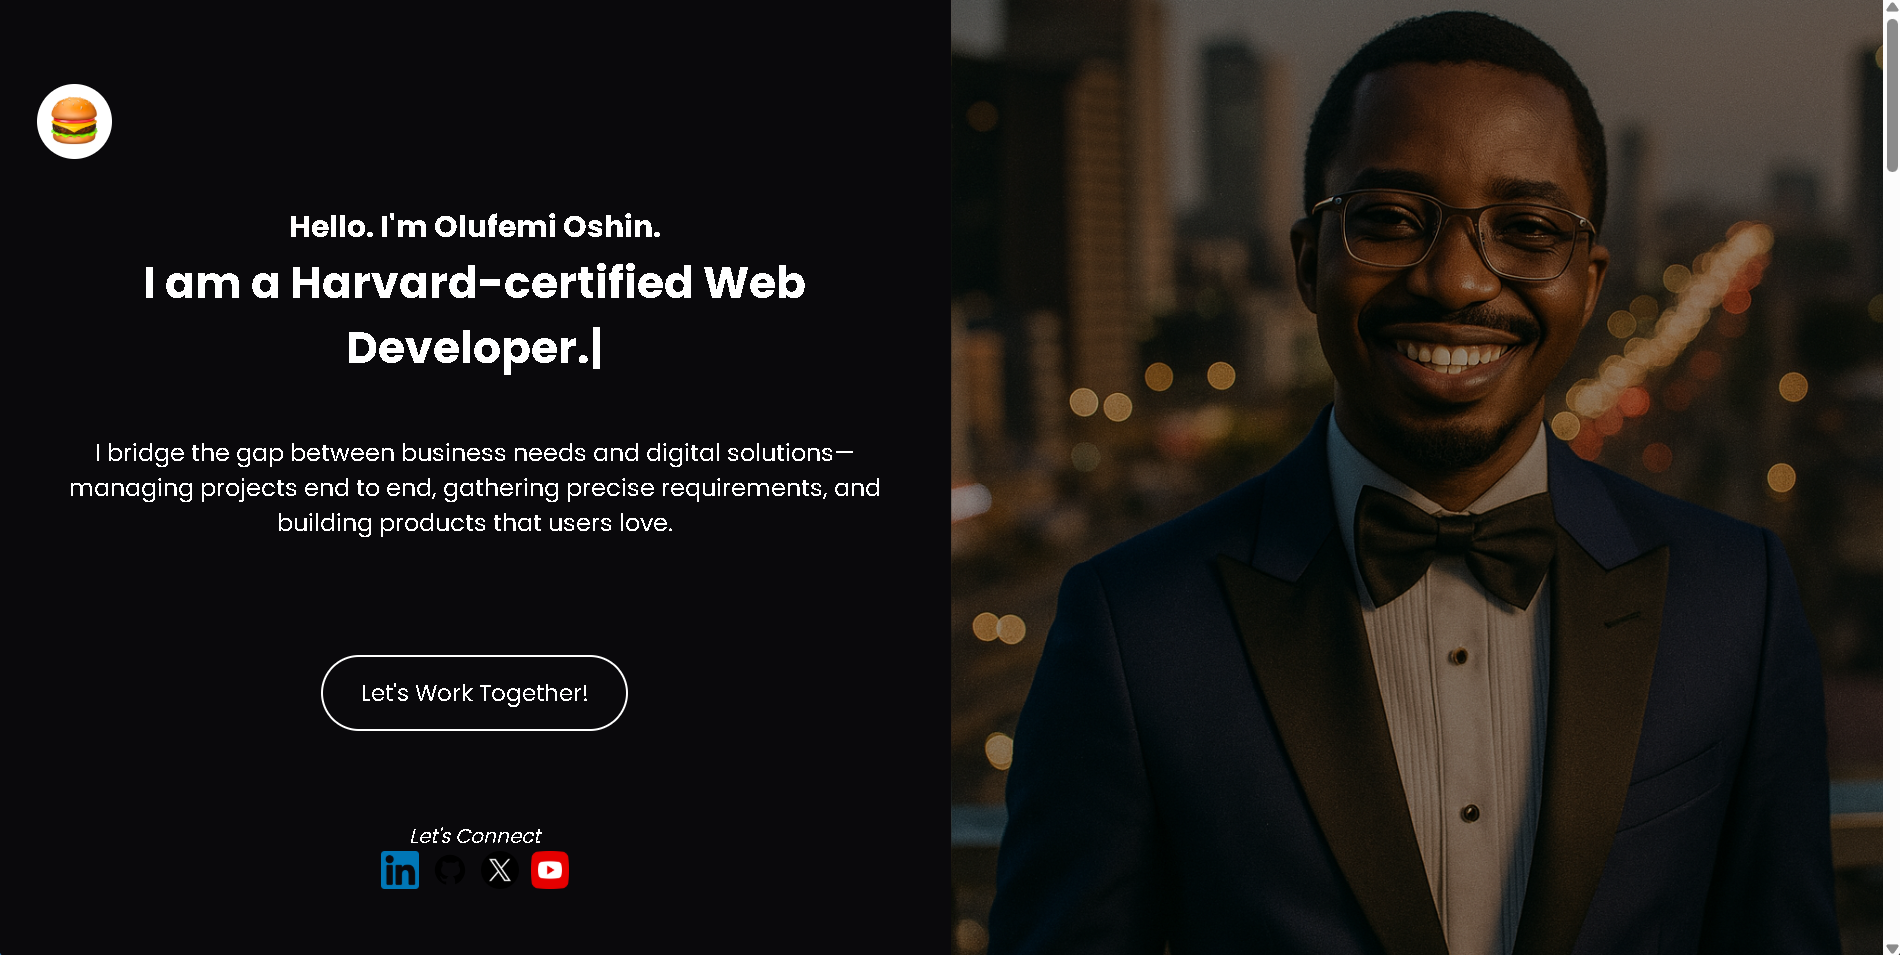 Hello. I'm Olufemi Oshin.
I am a Harvard-certified Web
Developer.|
I bridge the gap between business needs and digital solutions—
managing projects end to end, gathering precise requirements, and
building products that users love.
Let's Work Together!
Let's Connect
in
X